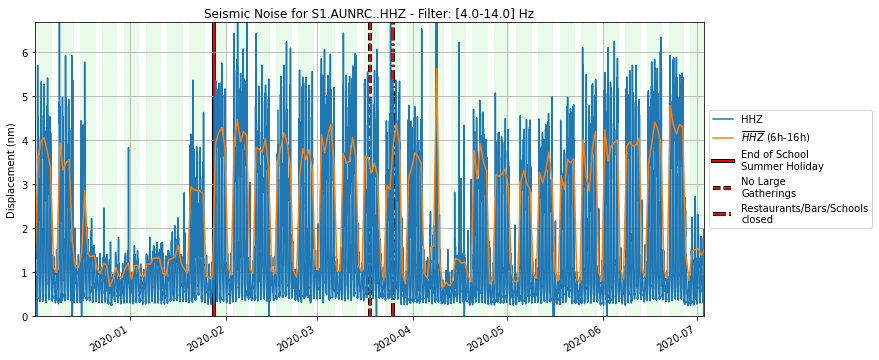 Seismic Noise for S1.AUNRC..HHZ - Filter: [4.0-14.0] Hz
Displacement (nm)
6
5
4
3
2
1
0
2020-01
2020-02
2020-03
2020-04
2020-05
2020-06
2020-07
HHZ
HHZ (6h-16h)
End of School
Summer Holiday
No Large
Gatherings
Restaurants/Bars/Schools
closed